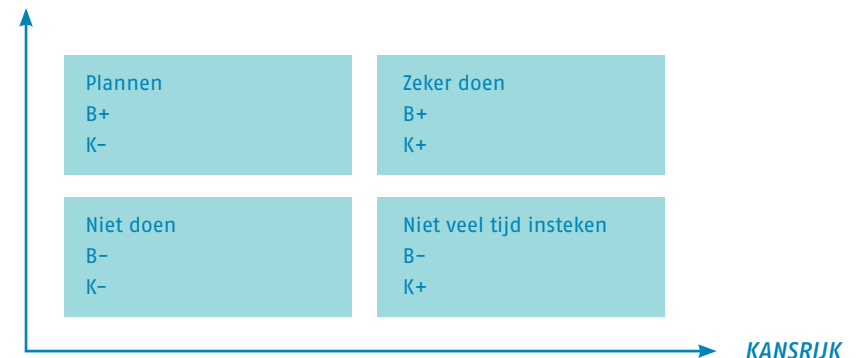 Plannen
B+
K–
Zeker doen
B+
K+
Niet doen
B–
K–
Niet veel tijd insteken
B–
K+
KANSRIJK